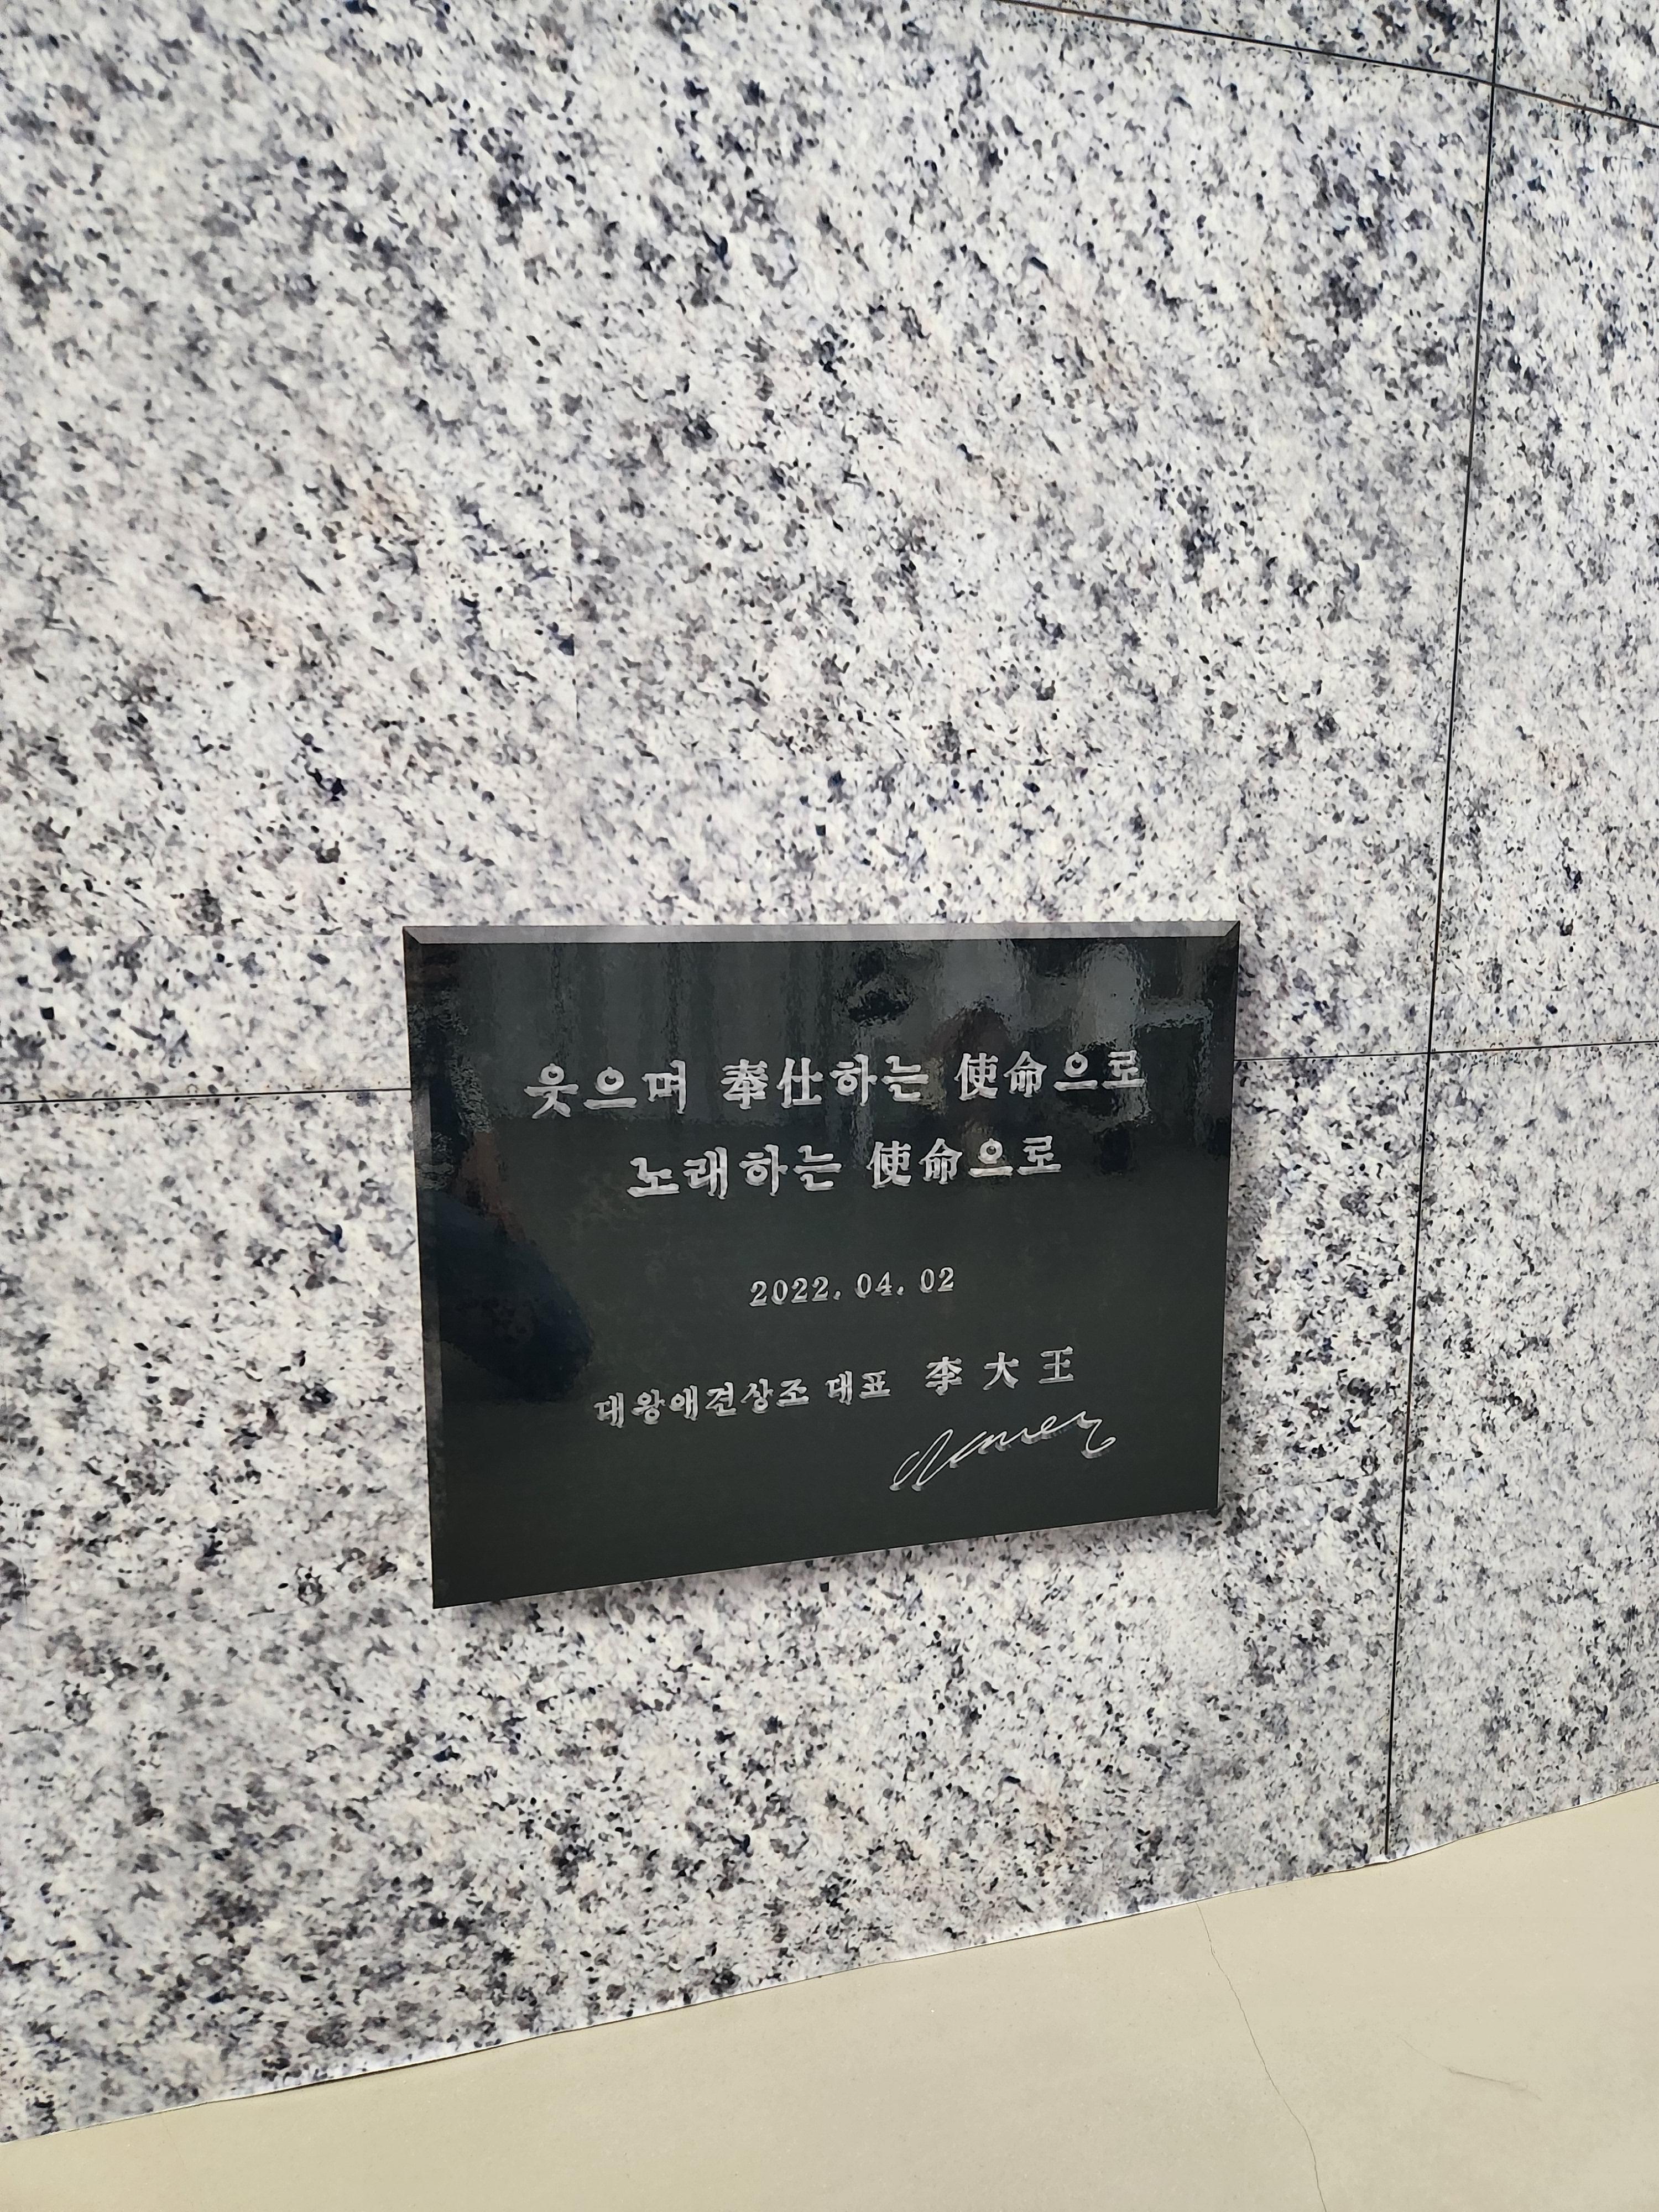 웃으며 奉仕하는 使命으로
노래하는 使命으로
2022. 04. 02
대왕애견상조 대표 李 大 王